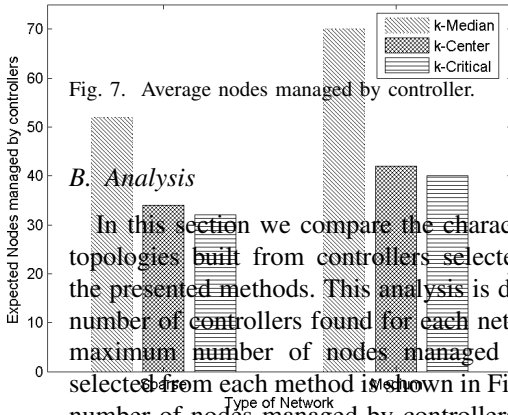 70
60
50
40
30
20
10
0
Expected Nodes managed by controllers
k-Median
k-Center
k-Critical
Fig. 7. Average nodes managed by controller.
B. Analysis
In this section we compare the charac
topologies built from controllers selecte
the presented methods. This analysis is d
number of controllers found for each net
maximum number of nodes managed
selected from each method is shown in Fi
Sparse
Medium
Type of Network
number of nodes managed by controller